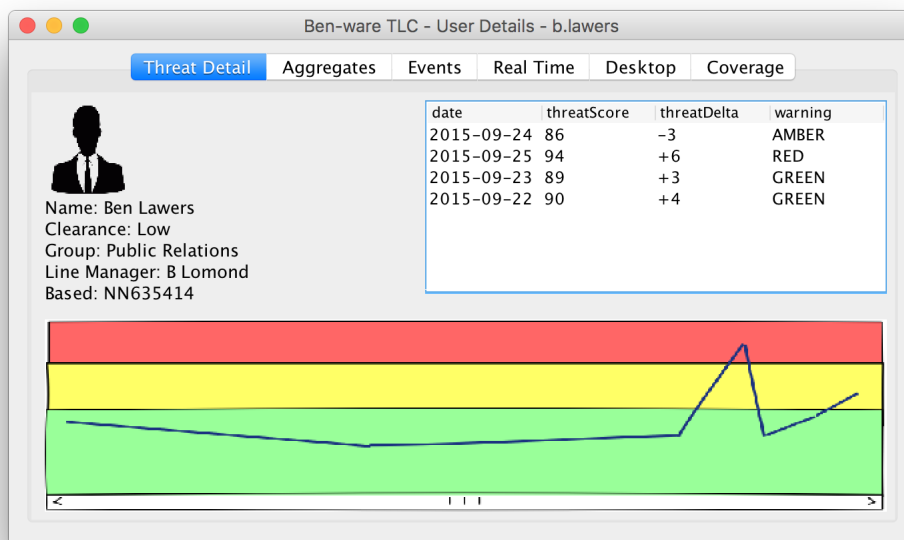 Ben-ware TLC - User Details - b.lawers
Threat Detail Aggregates Events Real Time Desktop Coverage
date threatScore threatDelta warning
2015-09-24 86 -3 AMBER
2015-09-25 94 +6 RED
2015-09-23 89 +3 GREEN
2015-09-22 90 +4 GREEN
Name: Ben Lawers
Clearance: Low
Group: Public Relations
Line Manager: B Lomond
Based: NN635414